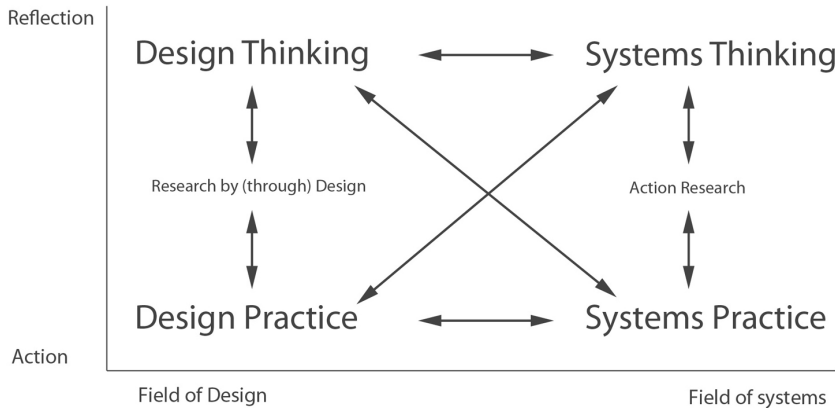 Reflection
Design Thinking
Systems Thinking
Research by (through) Design
Action Research
Design Practice
Systems Practice
Action
Field of Design
Field of systems